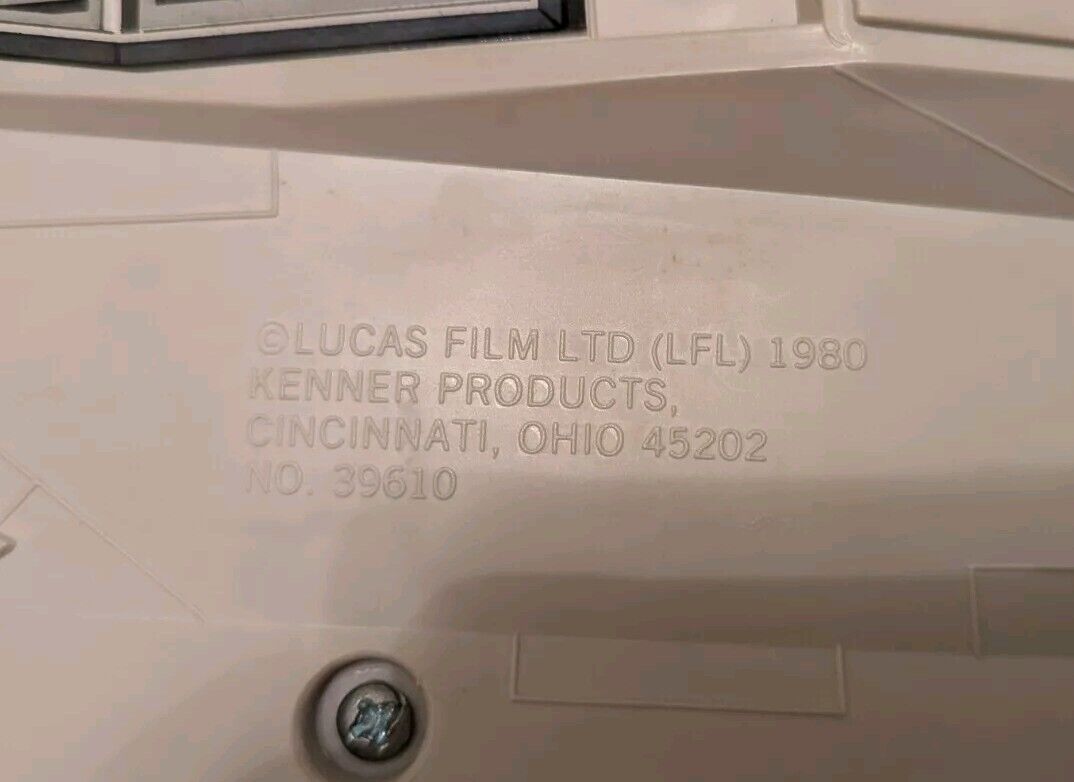 ©LUCAS FILM LTD (LFL) 1980
KENNER PRODUCTS,
CINCINNATI, OHIO 45202
NO. 39610